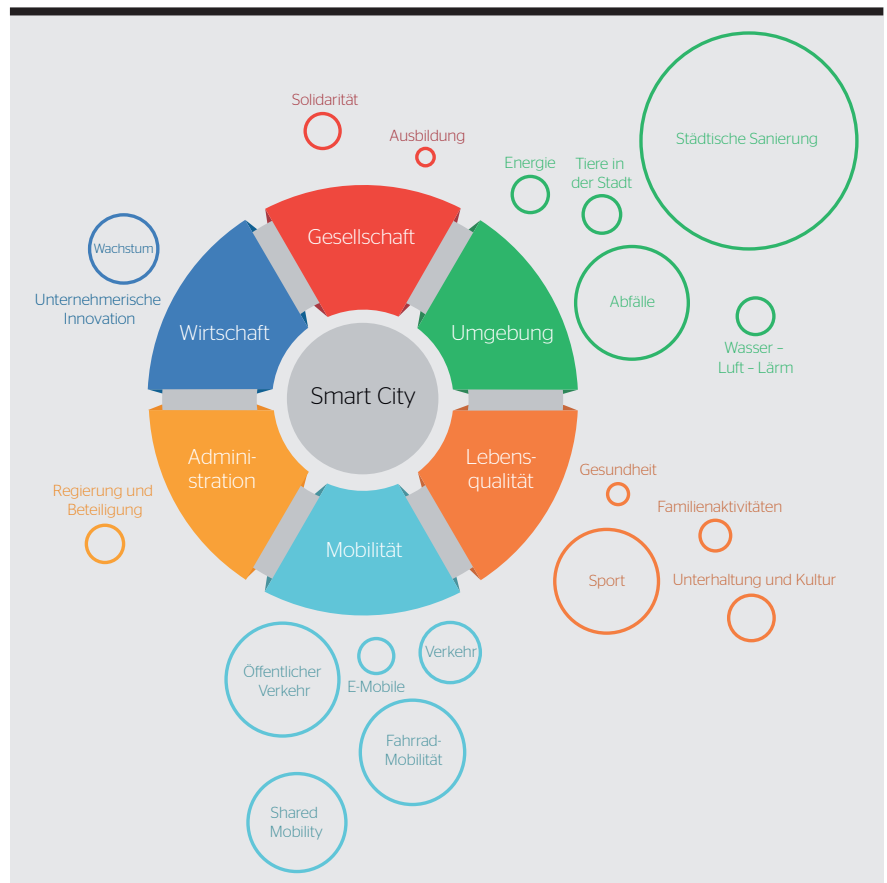 Solidarität
Ausbildung
Städtische Sanierung
Energie
Tiere in
der Stadt
Gesellschaft
Wachstum
Unternehmerische
Innovation
Wirtschaft
Umgebung
Abfälle
Wasser –
Luft – Lärm
Smart City
Admini-
stration
Lebens-
qualität
Regierung und
Beteiligung
Gesundheit
Familienaktivitäten
Mobilität
Sport
Unterhaltung und Kultur
Öffentlicher
Verkehr
E-Mobile
Verkehr
Fahrrad-
Mobilität
Shared
Mobility